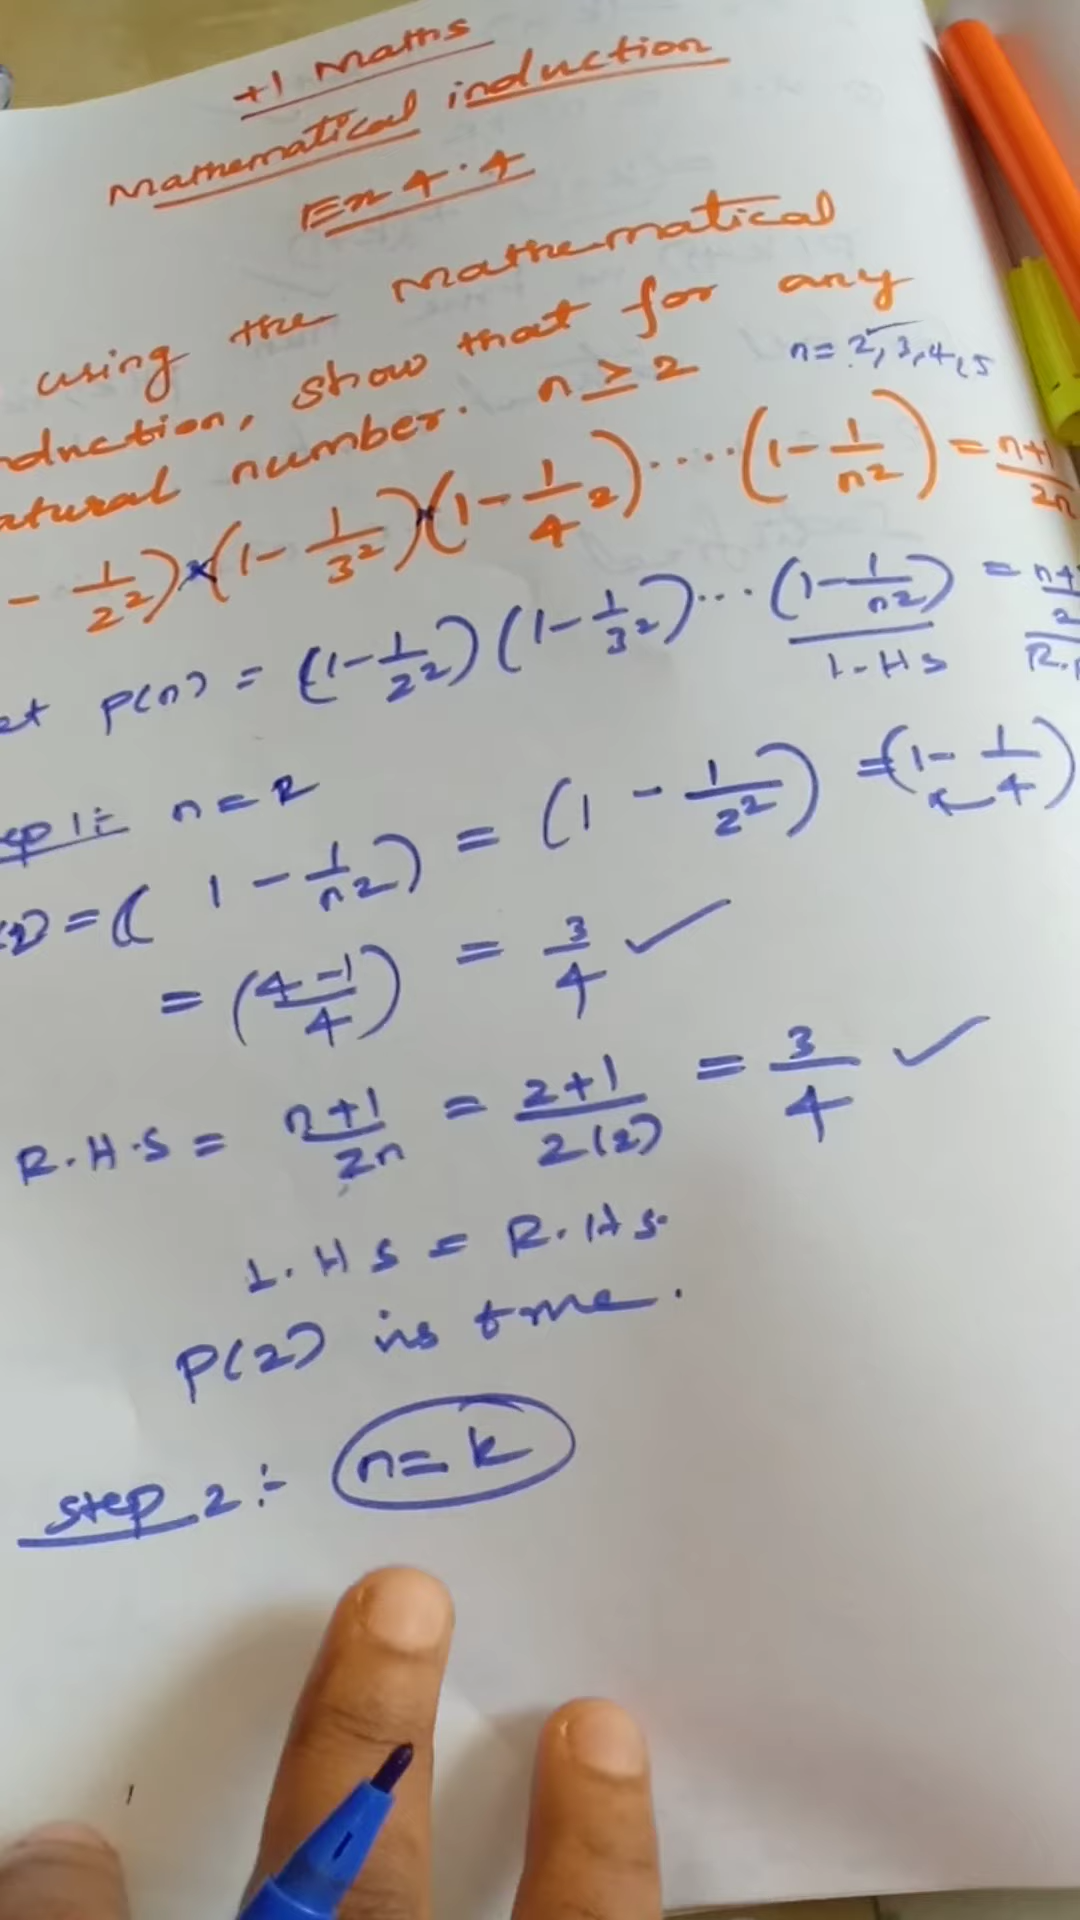 +1 Maths
Mathematical induction
Ex 4.4
using the mathematical
nduction, show that for any
atural number. n ≥ 2 n = 2, 3, 4, 5
- 1/2²) × (1 - 1/3²) × (1 - 1/4²) .... (1 - 1/n²) = n+1/2n
et P(n) = (1 - 1/2²) (1 - 1/3²) ... (1 - 1/n²) = n+
L.HS R.
ep 1:- n = 2
(2) = (1 - 1/n²) = (1 - 1/2²) = (1 - 1/4)
= (4-1/4) = 3/4 ✓
R.H.S = n+1/2n = 2+1/2(2) = 3/4 ✓
L.HS = R.HS.
P(2) is true.
step 2:- n = k